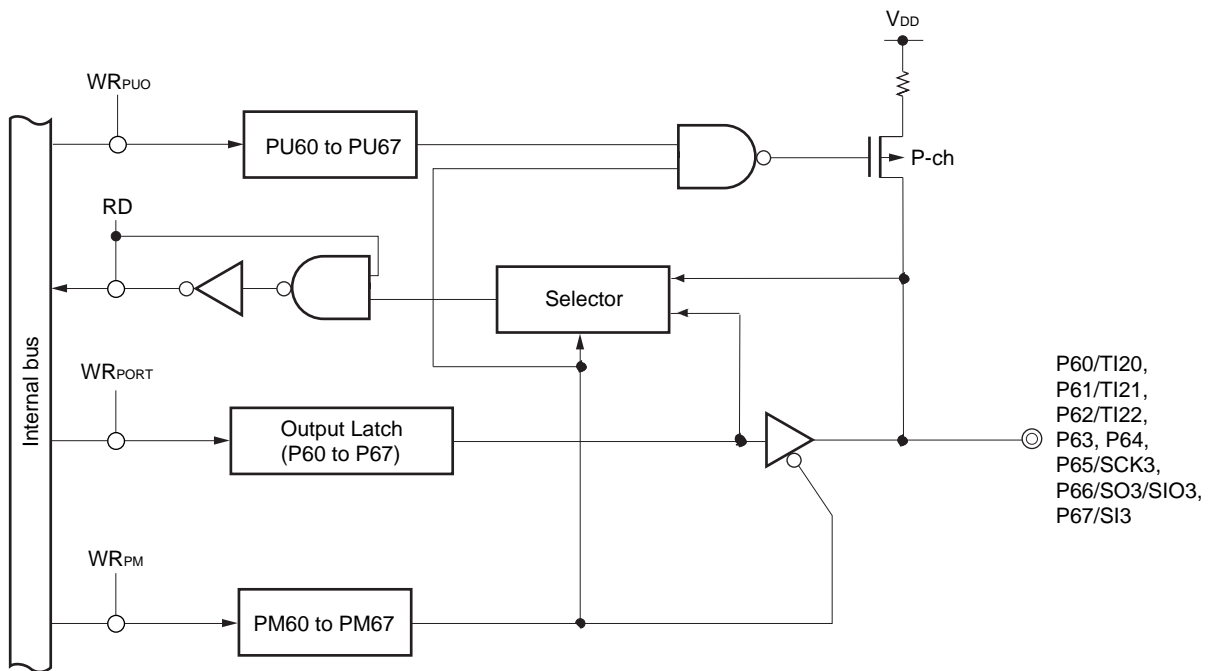 VDD
WRPUO
PU60 to PU67
P-ch
RD
Selector
Internal bus
WRPORT
Output Latch
(P60 to P67)
P60/TI20,
P61/TI21,
P62/TI22,
P63, P64,
P65/SCK3,
P66/SO3/SIO3,
P67/SI3
WRPM
PM60 to PM67